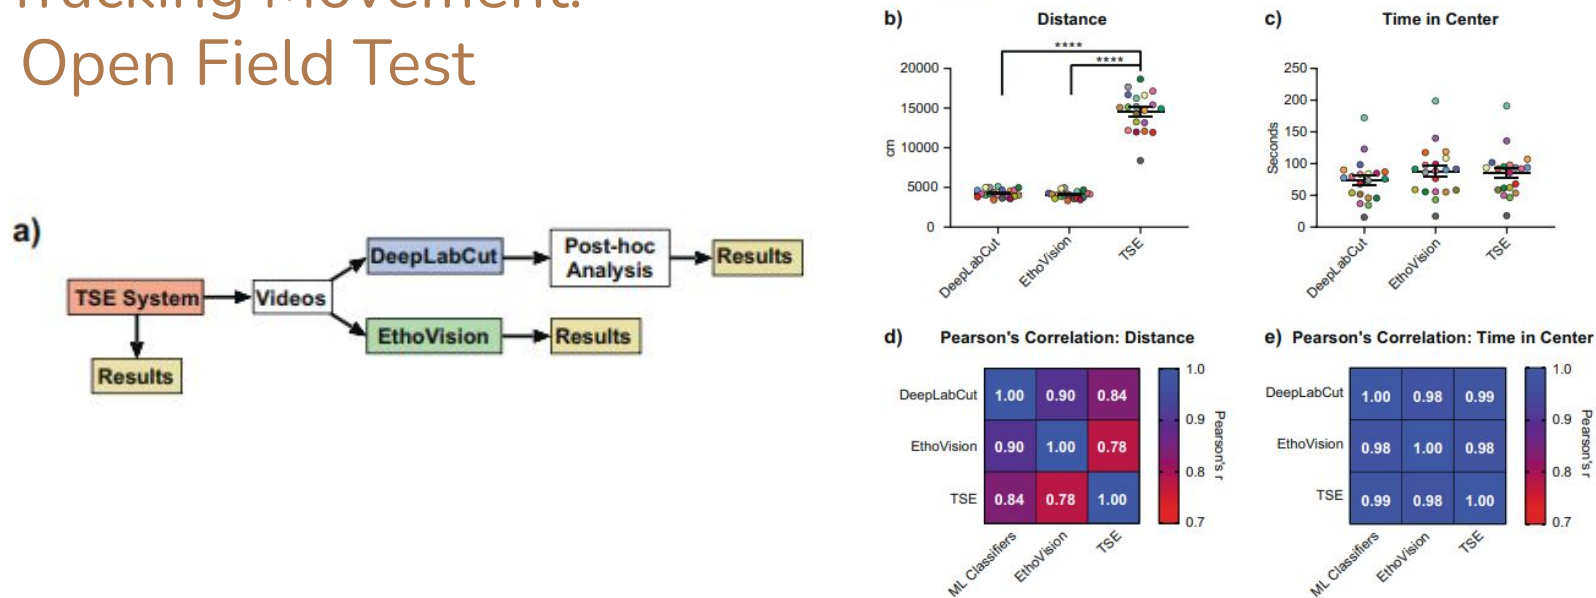 Tracking Movement:
Open Field Test
a)
TSE System
Videos
DeepLabCut
Post-hoc
Analysis
Results
EthoVision
Results
Results
b)
Distance
****
****
20000
15000
10000
5000
0
cm
DeepLabCut
EthoVision
TSE
c)
Time in Center
250
200
150
100
50
0
Seconds
DeepLabCut
EthoVision
TSE
d)
Pearson's Correlation: Distance
DeepLabCut
1.00 0.90 0.84
EthoVision
0.90 1.00 0.78
TSE
0.84 0.78 1.00
ML Classifiers
EthoVision
TSE
1.0
0.9
0.8
0.7
Pearson's r
e)
Pearson's Correlation: Time in Center
DeepLabCut
1.00 0.98 0.99
EthoVision
0.98 1.00 0.98
TSE
0.99 0.98 1.00
ML Classifiers
EthoVision
TSE
1.0
0.9
0.8
0.7
Pearson's r